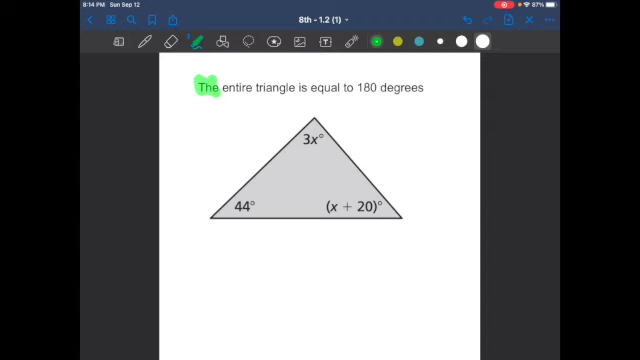 8:14 PM Sun Sep 12
87%
8th - 1.2 (1)
The entire triangle is equal to 180 degrees
3x°
44°
(x + 20)°